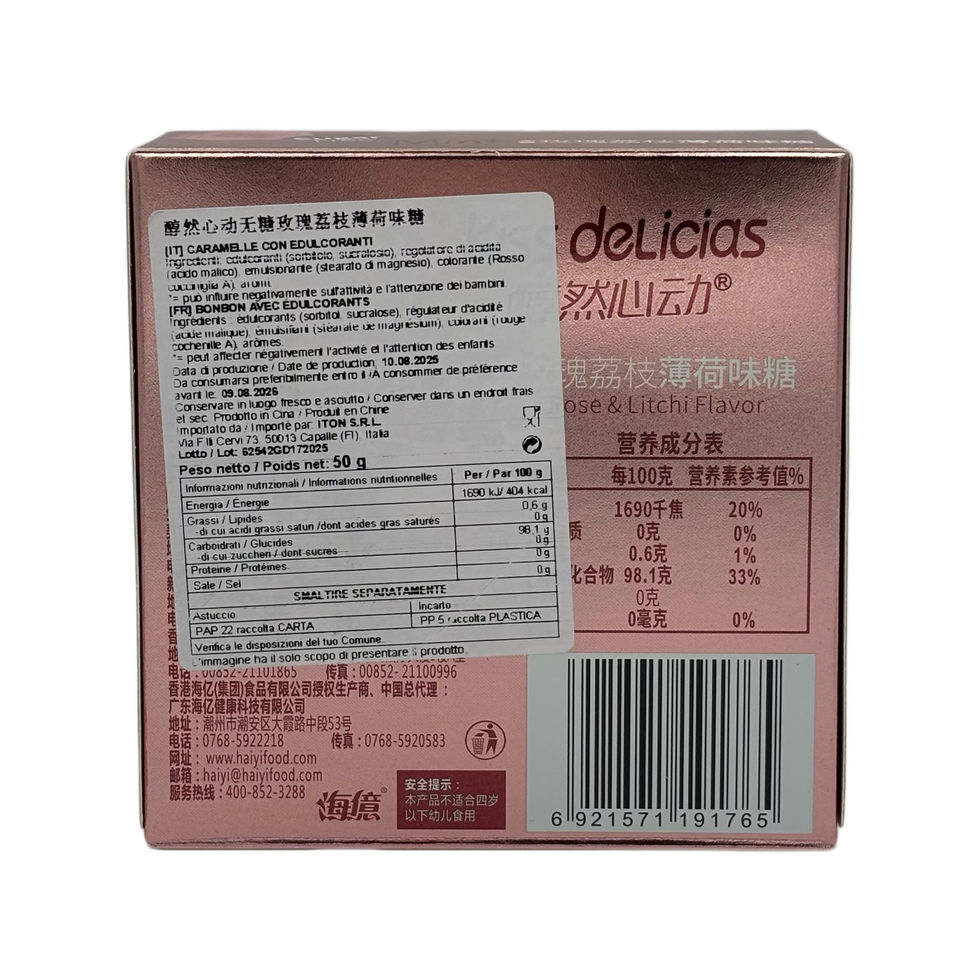 醇然心动无糖玫瑰荔枝薄荷味糖
[IT] CARAMELLE CON EDULCORANTI
Ingredienti: edulcoranti (sorbitolo, sucralosio), regolatore di acidità
(acido malico), emulsionante (stearato di magnesio), colorante (Rosso
cocciniglia A), aromi.
*= può influire negativamente sull'attività e l'attenzione dei bambini.
[FR] BONBON AVEC EDULCORANTS
Ingrédients : édulcorants (sorbitol, sucralose), régulateur d'acidité
(acide malique), émulsifiant (stéarate de magnésium), colorant (rouge
cochenille A), arômes.
*= peut affecter négativement l'activité et l'attention des enfants
Data di produzione / Date de production: 10.08.2025
Da consumarsi preferibilmente entro il /A consommer de préférence
avant le: 09.08.2026
Conservare in luogo fresco e asciutto / Conserver dans un endroit frais
et sec. Prodotto in Cina / Produit en Chine
Importato da / Importé par: ITON S.R.L.
Via F.lli Cervi 73, 50013 Capalle (FI), Italia
Lotto / Lot: 62542GD172025
Peso netto / Poids net: 50 g
Informazioni nutrizionali / Informations nutritionnelles Per / Par 100 g
Energia / Énergie 1690 kJ/ 404 kcal
Grassi / Lipides 0,6 g
-di cui acidi grassi saturi /dont acides gras saturés 0 g
Carboidrati / Glucides 98,1 g
-di cui zuccheri / dont sucres 0 g
Proteine / Protéines 0 g
Sale / Sel 0 g
SMALTIRE SEPARATAMENTE
Astuccio Incarto
PAP 22 raccolta CARTA PP 5 raccolta PLASTICA
Verifica le disposizioni del tuo Comune.
L'immagine ha il solo scopo di presentare il prodotto
deLicias
然心动®
瑰荔枝薄荷味糖
ose & Litchi Flavor
营养成分表
每100克 营养素参考值%
1690千焦 20%
质 0克 0%
0.6克 1%
化合物 98.1克 33%
0克
0毫克 0%
电话：00852-21101865 传真：00852-21100996
香港海亿(集团)食品有限公司授权生产商、中国总代理：
广东海亿健康科技有限公司
地址：潮州市潮安区大霞路中段53号
电话：0768-5922218 传真：0768-5920583
网址：www.haiyifood.com
邮箱：haiyi@haiyifood.com
服务热线：400-852-3288
海億®
安全提示：
本产品不适合四岁
以下幼儿食用
6 921571 191765